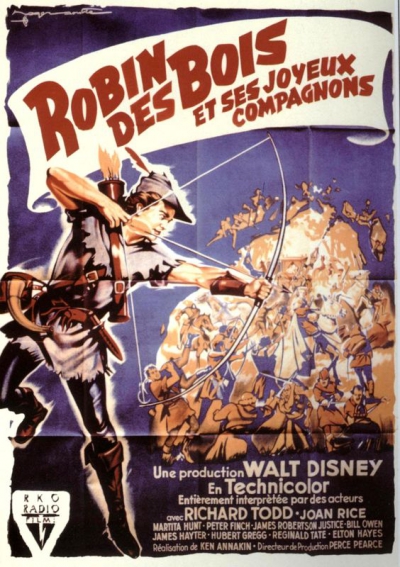 ROBIN
DES BOIS
ET SES JOYEUX
COMPAGNONS
Une production WALT DISNEY
En Technicolor
Entièrement interprétée par des acteurs
avec RICHARD TODD - JOAN RICE
MARTITA HUNT · PETER FINCH · JAMES ROBERTSON JUSTICE · BILL OWEN
JAMES HAYTER · HUBERT GREGG · REGINALD TATE · ELTON HAYES
Réalisation de KEN ANNAKIN · Directeur de Production PERCE PEARCE
RKO
RADIO
FILMS